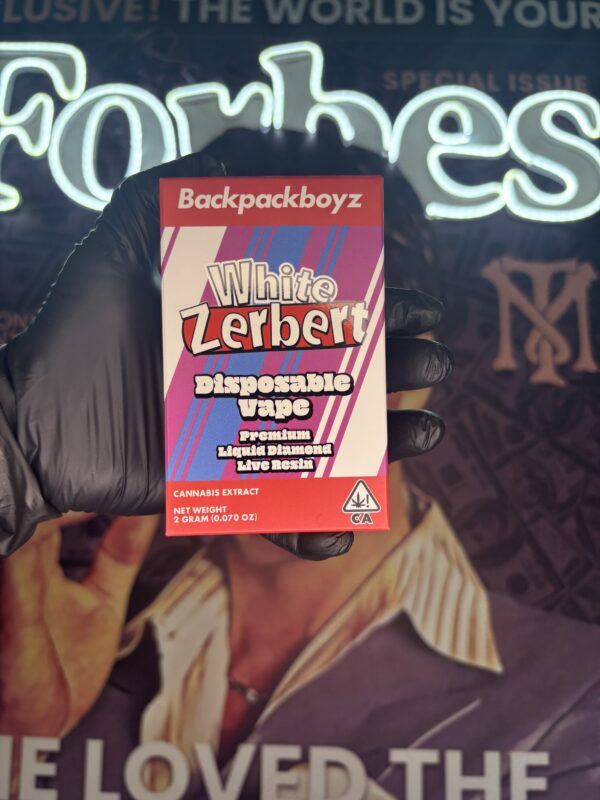 LUSIVE! THE WORLD IS YOUR
Forbes
SPECIAL ISSUE
Backpackboyz
White
Zerbert
Disposable
Vape
Premium
Liquid Diamond
Live Resin
CANNABIS EXTRACT
NET WEIGHT
2 GRAM (0.070 OZ)
!
CA
TM
HE LOVED THE